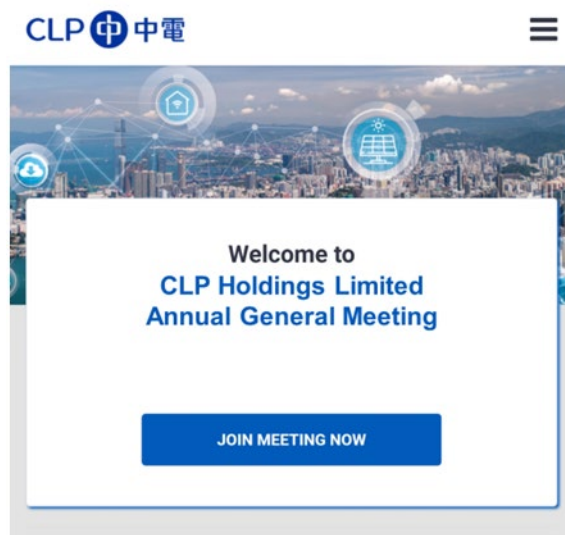 CLP 中電
Welcome to
CLP Holdings Limited
Annual General Meeting
JOIN MEETING NOW